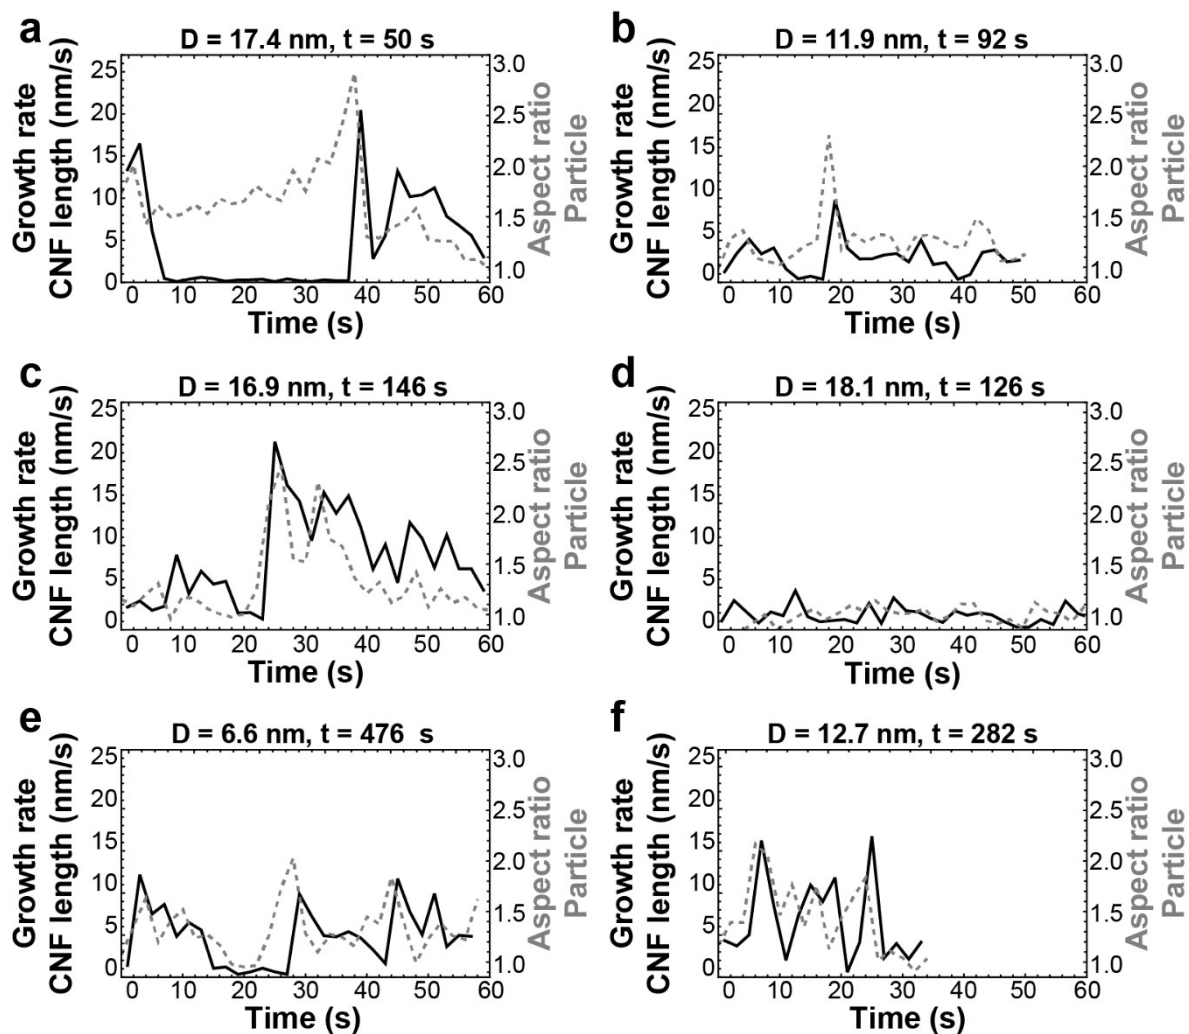 a
D = 17.4 nm, t = 50 s
Growth rate
CNF length (nm/s)
25
20
15
10
5
0
3.0
2.5
2.0
1.5
1.0
Aspect ratio
Particle
0 10 20 30 40 50 60
Time (s)
b
D = 11.9 nm, t = 92 s
Growth rate
CNF length (nm/s)
25
20
15
10
5
0
3.0
2.5
2.0
1.5
1.0
Aspect ratio
Particle
0 10 20 30 40 50 60
Time (s)
c
D = 16.9 nm, t = 146 s
Growth rate
CNF length (nm/s)
25
20
15
10
5
0
3.0
2.5
2.0
1.5
1.0
Aspect ratio
Particle
0 10 20 30 40 50 60
Time (s)
d
D = 18.1 nm, t = 126 s
Growth rate
CNF length (nm/s)
25
20
15
10
5
0
3.0
2.5
2.0
1.5
1.0
Aspect ratio
Particle
0 10 20 30 40 50 60
Time (s)
e
D = 6.6 nm, t = 476 s
Growth rate
CNF length (nm/s)
25
20
15
10
5
0
3.0
2.5
2.0
1.5
1.0
Aspect ratio
Particle
0 10 20 30 40 50 60
Time (s)
f
D = 12.7 nm, t = 282 s
Growth rate
CNF length (nm/s)
25
20
15
10
5
0
3.0
2.5
2.0
1.5
1.0
Aspect ratio
Particle
0 10 20 30 40 50 60
Time (s)